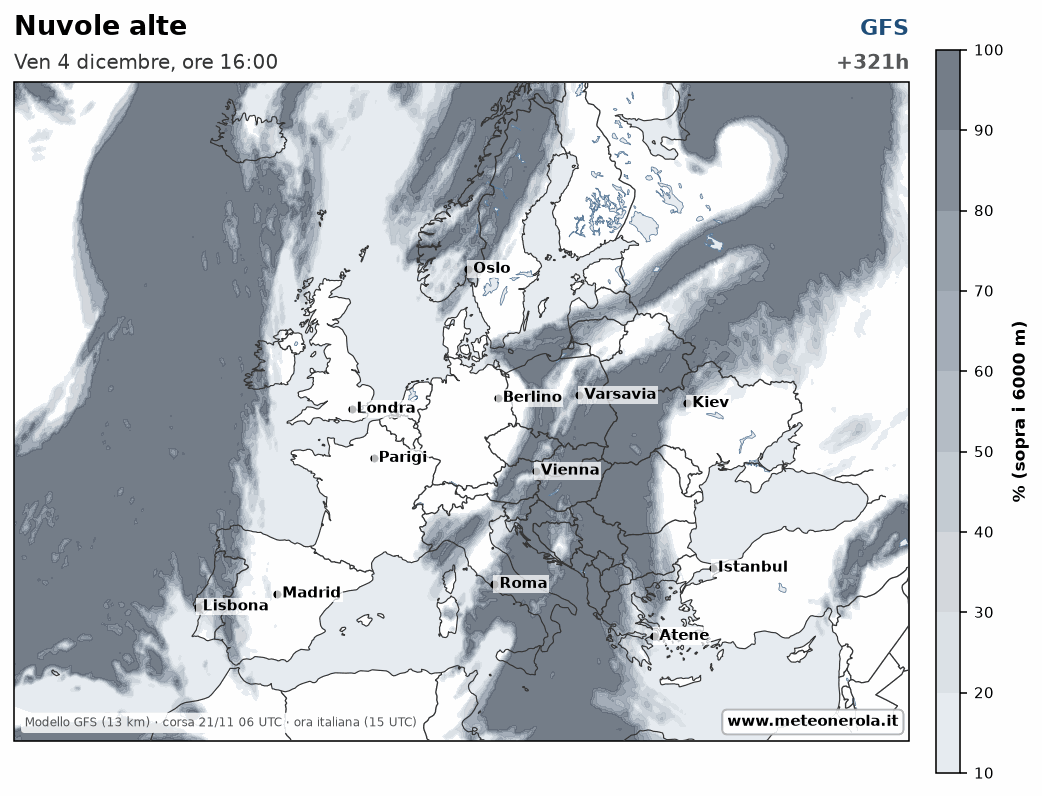 Nuvole alte
GFS
Ven 4 dicembre, ore 16:00
+321h
100
90
80
70
60
50
40
30
20
10
% (sopra i 6000 m)
Oslo
Londra
Berlino
Varsavia
Kiev
Parigi
Vienna
Istanbul
Roma
Madrid
Lisbona
Atene
Modello GFS (13 km) · corsa 21/11 06 UTC · ora italiana (15 UTC)
www.meteonerola.it